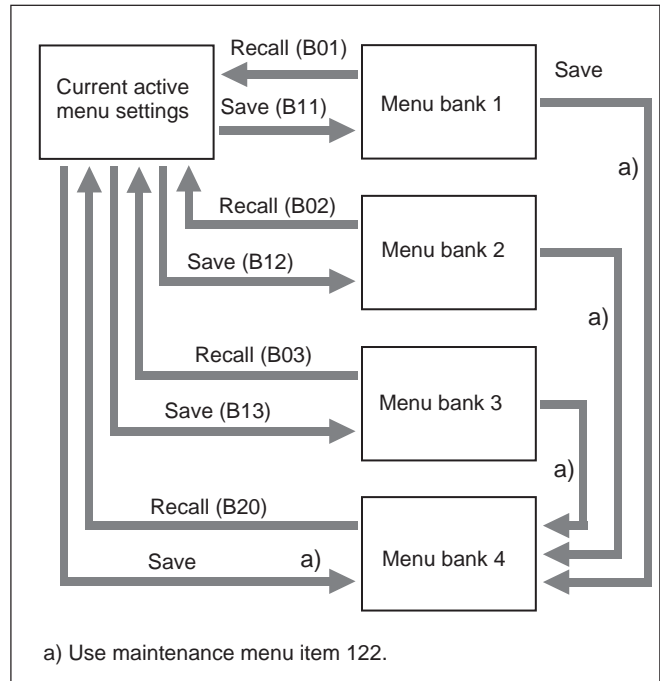 Recall (B01)
Current active
menu settings
Save (B11)
Menu bank 1
Save
a)
Recall (B02)
Save (B12)
Menu bank 2
a)
Recall (B03)
Save (B13)
Menu bank 3
a)
Recall (B20)
Save
a)
Menu bank 4
a) Use maintenance menu item 122.